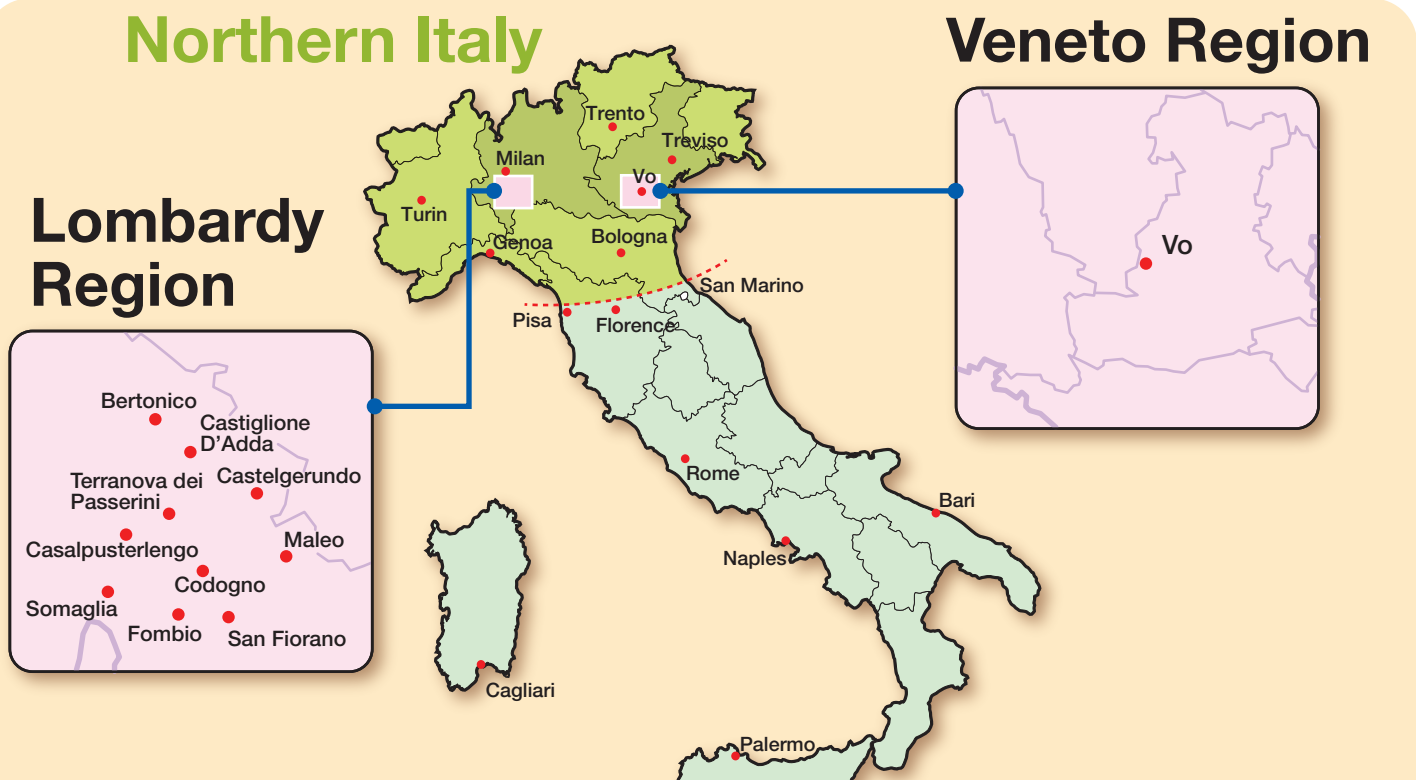 Northern Italy
Veneto Region
Trento
Treviso
Milan
Vo
Turin
Genoa
Bologna
San Marino
Pisa
Florence
Rome
Bari
Naples
Cagliari
Palermo
Vo
Lombardy
Region
Bertonico
Castiglione
D'Adda
Terranova dei
Passerini
Castelgerundo
Casalpusterlengo
Maleo
Codogno
Somaglia
Fombio
San Fiorano